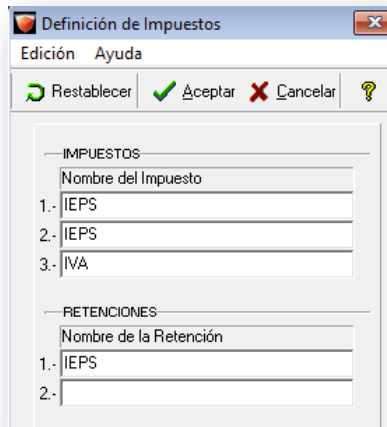 Definición de Impuestos
Edición Ayuda
Restablecer Aceptar Cancelar ?
IMPUESTOS
Nombre del Impuesto
1.- IEPS
2.- IEPS
3.- IVA
RETENCIONES
Nombre de la Retención
1.- IEPS
2.-